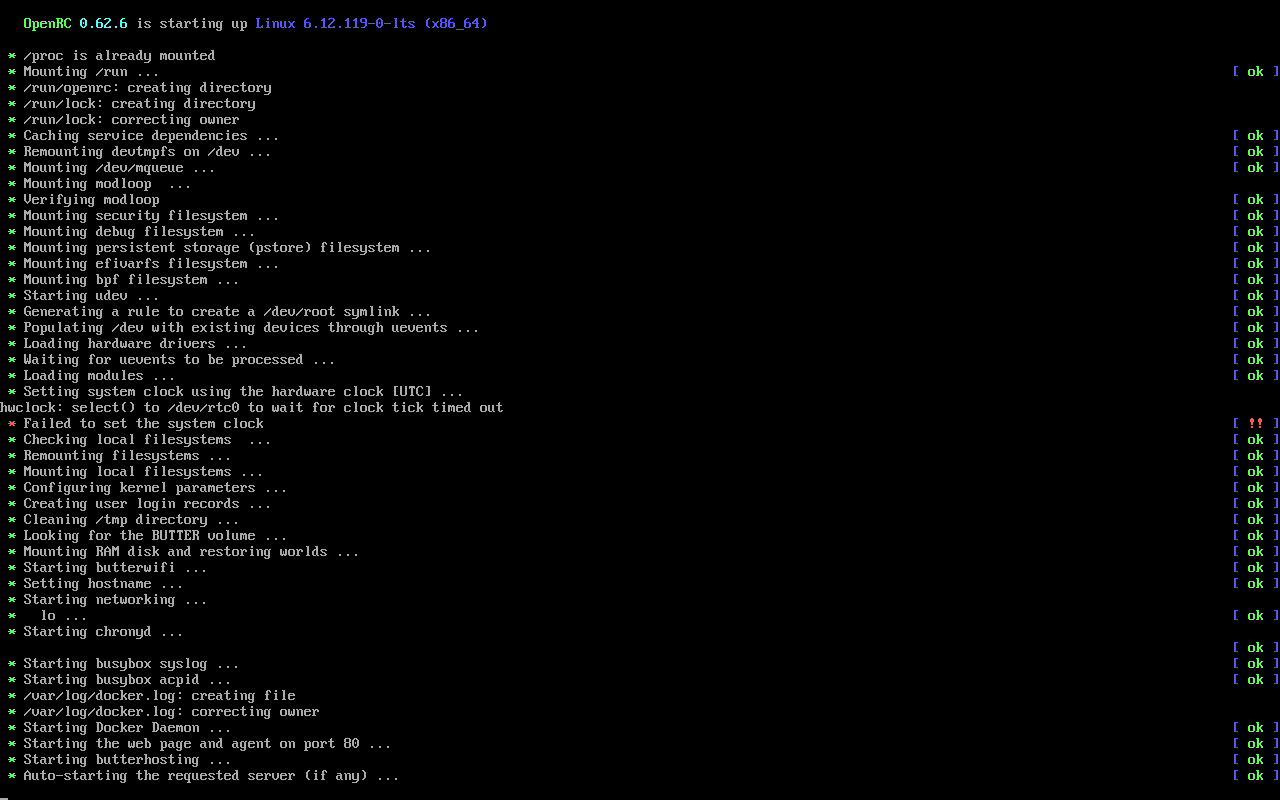 OpenRC 0.62.6 is starting up Linux 6.12.119-0-lts (x86_64)
* /proc is already mounted
* Mounting /run ... [ ok ]
* /run/openrc: creating directory
* /run/lock: creating directory
* /run/lock: correcting owner
* Caching service dependencies ... [ ok ]
* Remounting devtmpfs on /dev ... [ ok ]
* Mounting /dev/mqueue ... [ ok ]
* Mounting modloop  ...
* Verifying modloop [ ok ]
* Mounting security filesystem ... [ ok ]
* Mounting debug filesystem ... [ ok ]
* Mounting persistent storage (pstore) filesystem ... [ ok ]
* Mounting efivarfs filesystem ... [ ok ]
* Mounting bpf filesystem ... [ ok ]
* Starting udev ... [ ok ]
* Generating a rule to create a /dev/root symlink ... [ ok ]
* Populating /dev with existing devices through uevents ... [ ok ]
* Loading hardware drivers ... [ ok ]
* Waiting for uevents to be processed ... [ ok ]
* Loading modules ... [ ok ]
* Setting system clock using the hardware clock [UTC] ...
hwclock: select() to /dev/rtc0 to wait for clock tick timed out
* Failed to set the system clock [ !! ]
* Checking local filesystems  ... [ ok ]
* Remounting filesystems ... [ ok ]
* Mounting local filesystems ... [ ok ]
* Configuring kernel parameters ... [ ok ]
* Creating user login records ... [ ok ]
* Cleaning /tmp directory ... [ ok ]
* Looking for the BUTTER volume ... [ ok ]
* Mounting RAM disk and restoring worlds ... [ ok ]
* Starting butterwifi ... [ ok ]
* Setting hostname ... [ ok ]
* Starting networking ...
*   lo ... [ ok ]
* Starting chronyd ...
[ ok ]
* Starting busybox syslog ... [ ok ]
* Starting busybox acpid ... [ ok ]
* /var/log/docker.log: creating file
* /var/log/docker.log: correcting owner
* Starting Docker Daemon ... [ ok ]
* Starting the web page and agent on port 80 ... [ ok ]
* Starting butterhosting ... [ ok ]
* Auto-starting the requested server (if any) ... [ ok ]